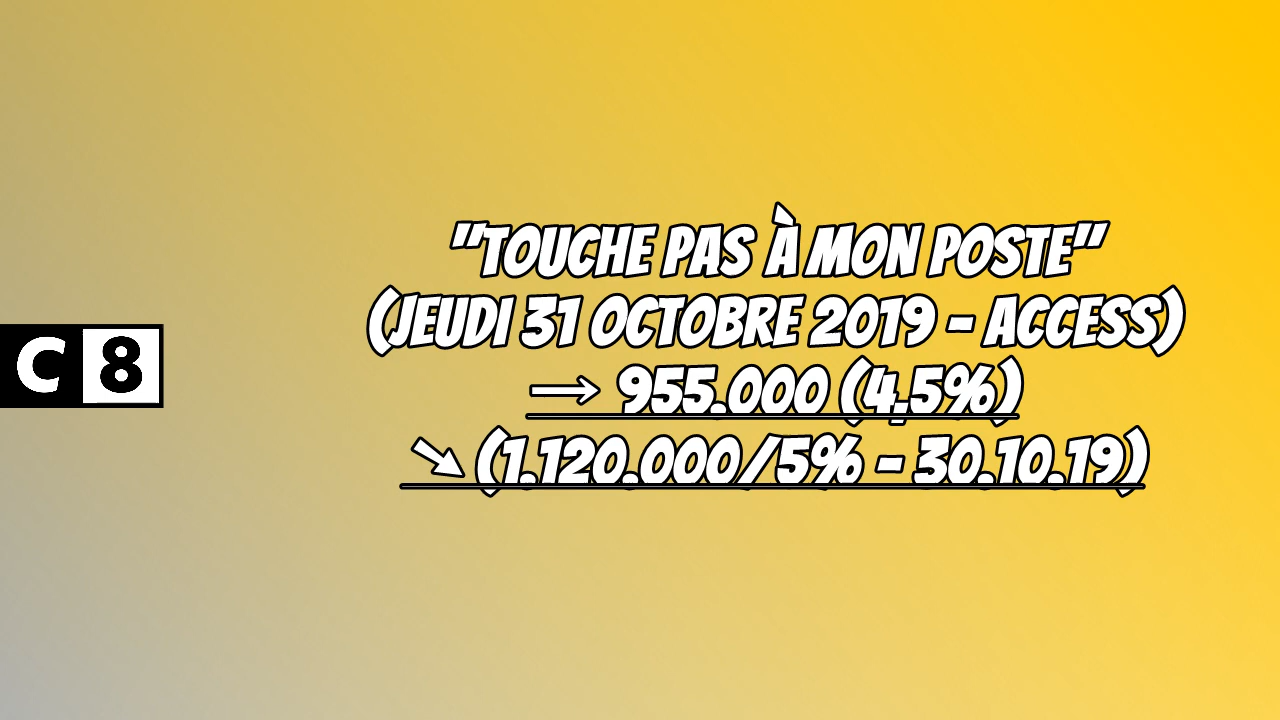 C8
"TOUCHE PAS À MON POSTE"
(JEUDI 31 OCTOBRE 2019 - ACCESS)
→ 955.000 (4,5%)
↘ (1.120.000/5% - 30.10.19)